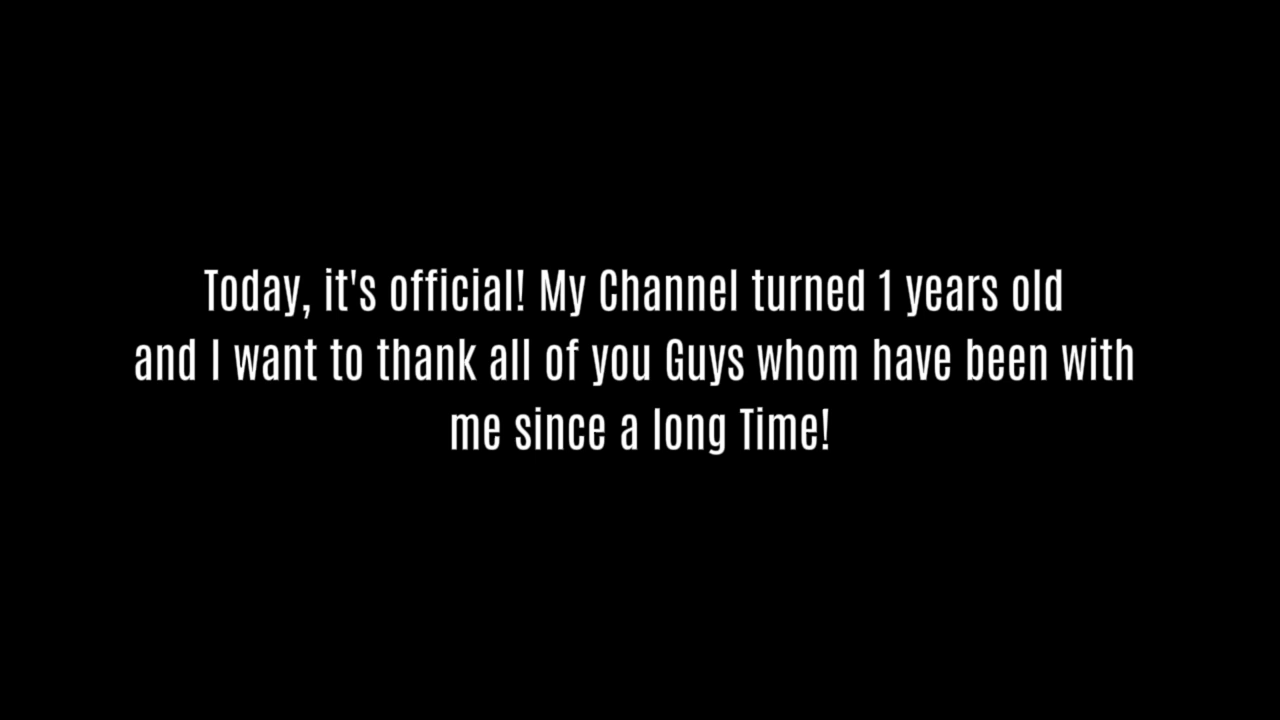 Today, it's official! My Channel turned 1 years old
and I want to thank all of you Guys whom have been with
me since a long Time!